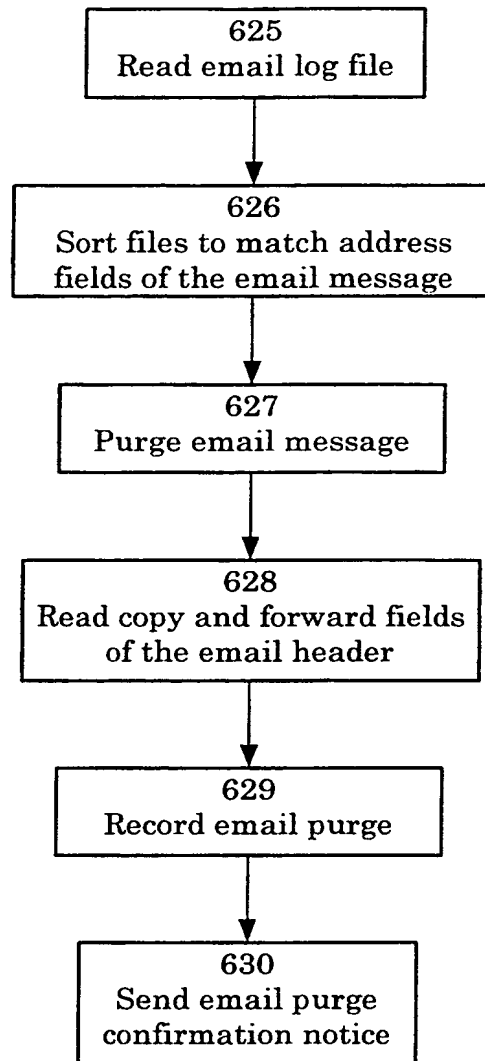 625
Read email log file
626
Sort files to match address
fields of the email message
627
Purge email message
628
Read copy and forward fields
of the email header
629
Record email purge
630
Send email purge
confirmation notice